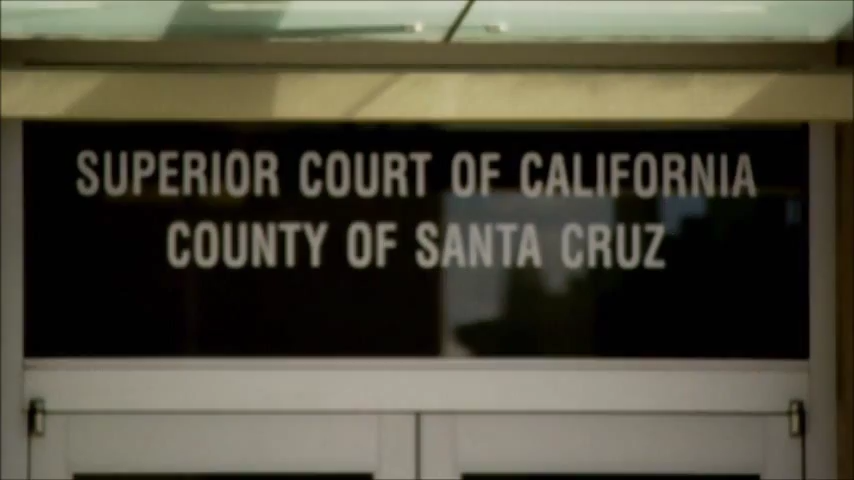 SUPERIOR COURT OF CALIFORNIA
COUNTY OF SANTA CRUZ